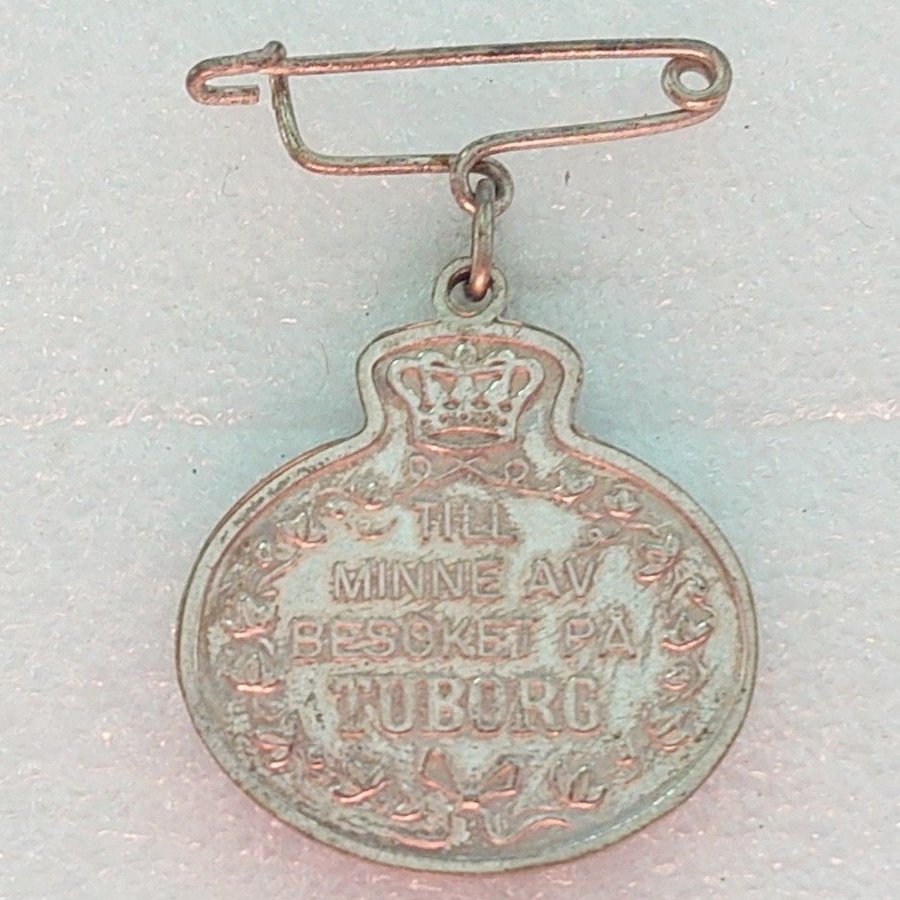 TILL
MINNE AV
BESÖKET PÅ
TUBORG